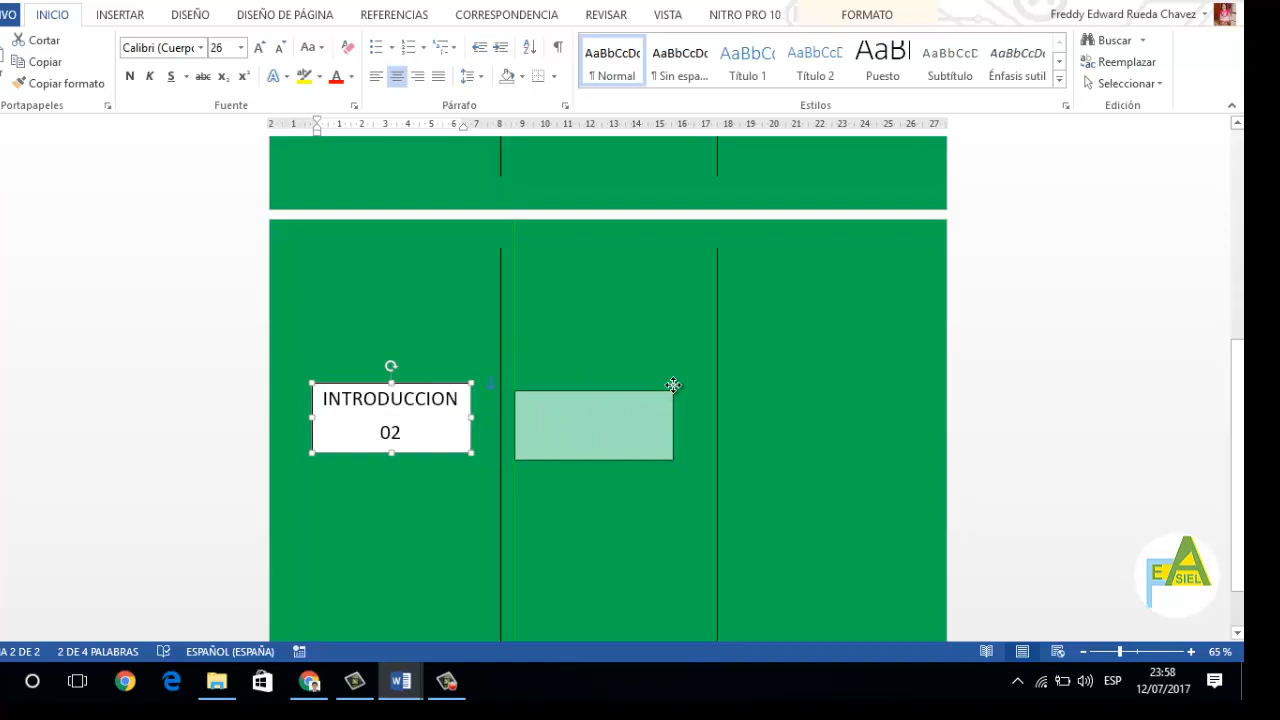 VO INICIO INSERTAR DISEÑO DISEÑO DE PÁGINA REFERENCIAS CORRESPONDENCIA REVISAR VISTA NITRO PRO 10 FORMATO Freddy Edward Rueda Chavez
Cortar
Copiar
Copiar formato
Portapapeles
Calibri (Cuerpo 26 A A Aa
N K S abc x₂ x² A A
Fuente
Párrafo
AaBbCcDc AaBbCcDc AaBbCc AaBbCcD AaBI AaBbCcD AaBbCcDc
¶ Normal ¶ Sin espa... Título 1 Título 2 Puesto Subtítulo Énfasis sutil
Estilos
Buscar
Reemplazar
Seleccionar
Edición
2 1 1 2 3 4 5 6 7 8 9 10 11 12 13 14 15 16 17 18 19 20 21 22 23 24 25 26 27
INTRODUCCION
02
E A
SIEL
F
A 2 DE 2 2 DE 4 PALABRAS ESPAÑOL (ESPAÑA) 65 %
ESP 23:58
12/07/2017